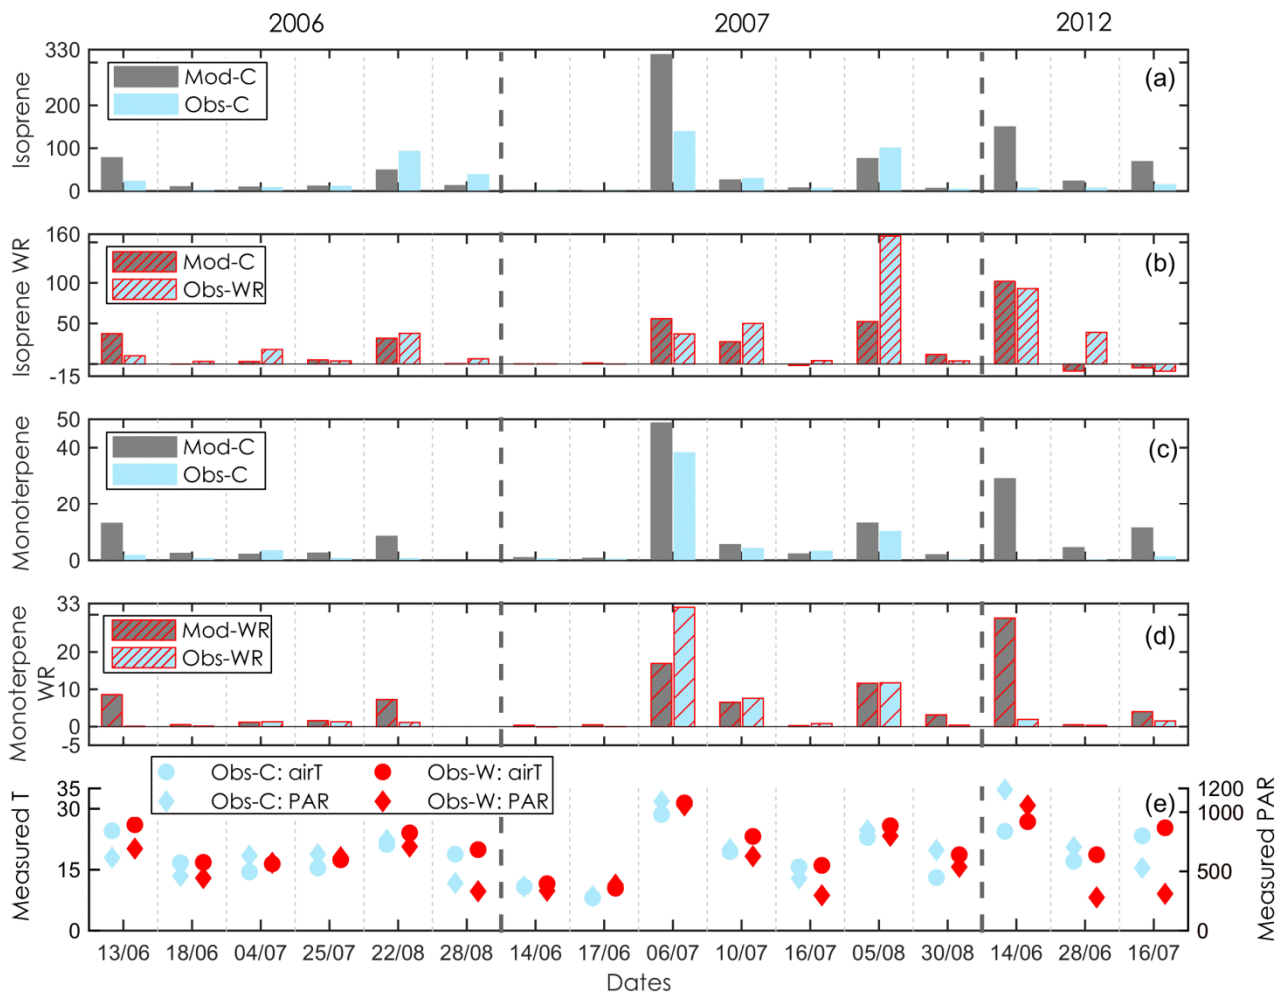 2006 2007 2012
Isoprene
330
200
100
0
Mod-C
Obs-C
(a)
Isoprene WR
160
100
50
-15
Mod-C
Obs-WR
(b)
Monoterpene
50
40
20
0
Mod-C
Obs-C
(c)
Monoterpene
WR
33
20
10
0
-5
Mod-WR
Obs-WR
(d)
Obs-C: airT Obs-W: airT
Obs-C: PAR Obs-W: PAR
Measured T
35
30
15
0
(e)
1200
1000
500
0
Measured PAR
13/06 18/06 04/07 25/07 22/08 28/08 14/06 17/06 06/07 10/07 16/07 05/08 30/08 14/06 28/06 16/07
Dates